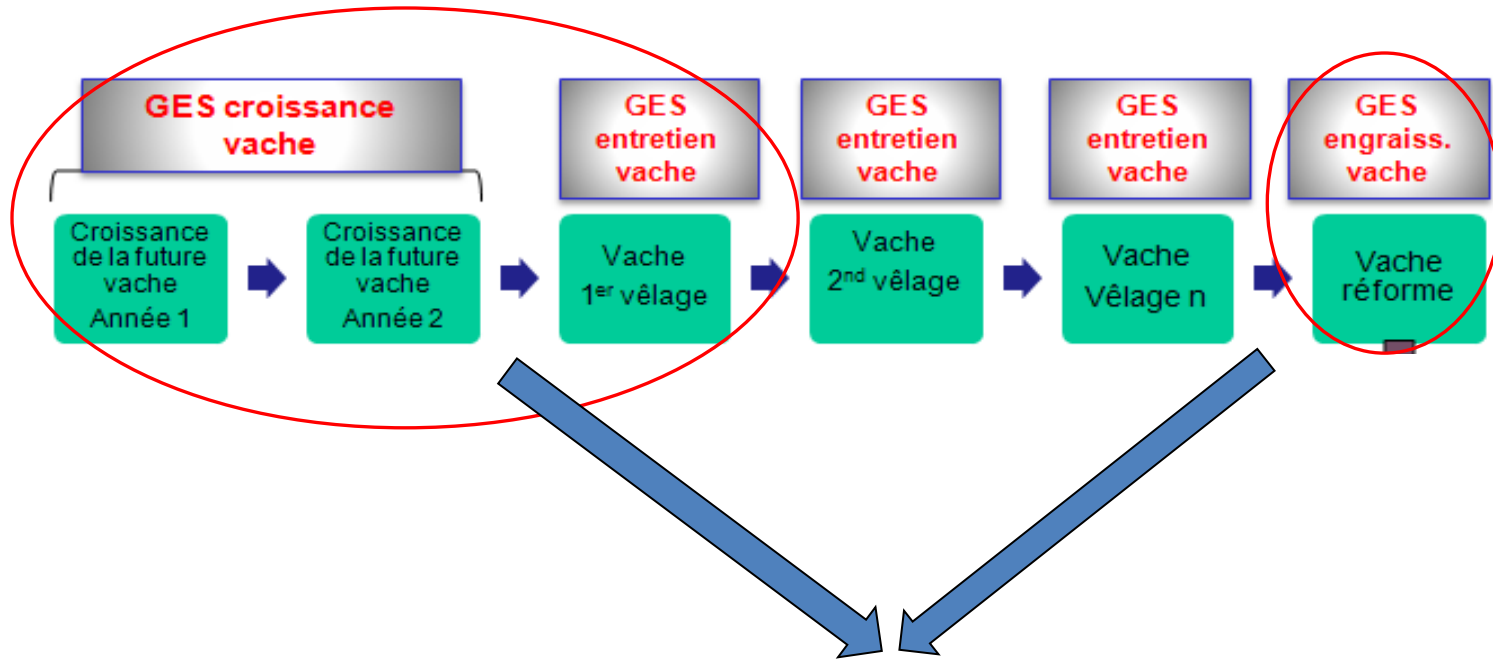 GES croissance
vache
GES
entretien
vache
GES
entretien
vache
GES
entretien
vache
GES
engraiss.
vache
Croissance
de la future
vache
Année 1
Croissance
de la future
vache
Année 2
Vache
1er vêlage
Vache
2nd vêlage
Vache
Vêlage n
Vache
réforme